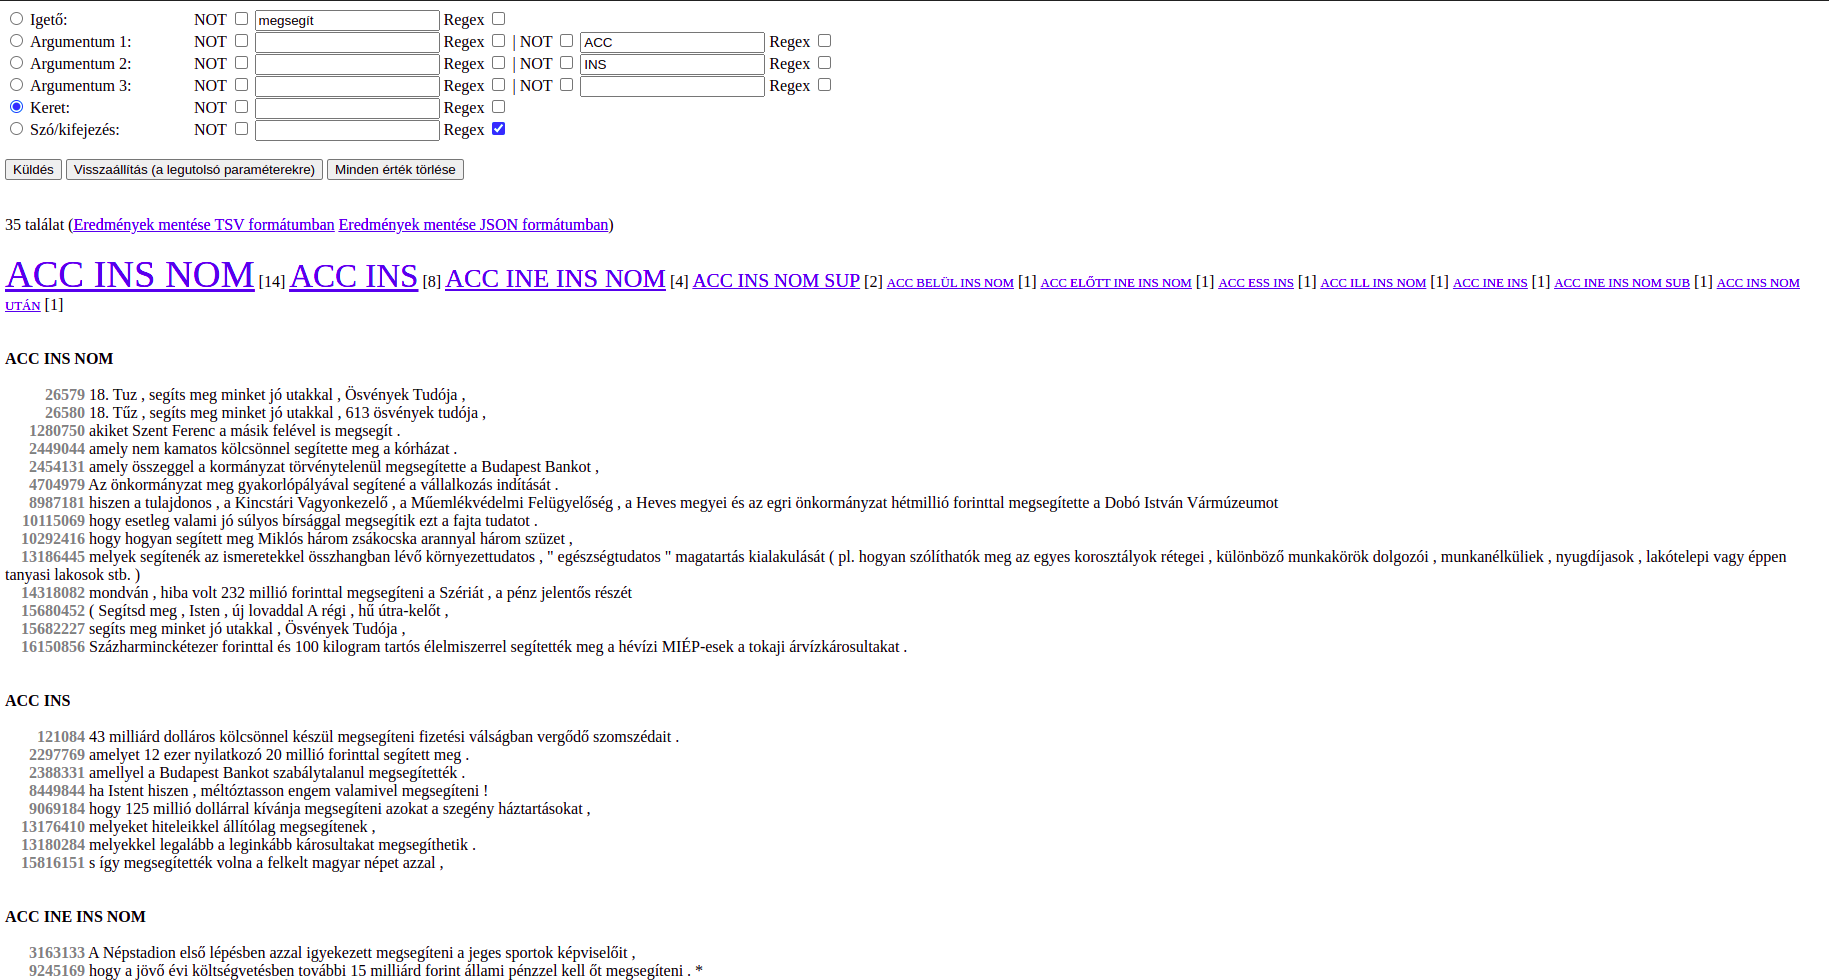 Igető: NOT megsegít Regex
Argumentum 1: NOT Regex | NOT ACC Regex
Argumentum 2: NOT Regex | NOT INS Regex
Argumentum 3: NOT Regex | NOT Regex
Keret: NOT Regex
Szó/kifejezés: NOT Regex
Küldés Visszaállítás (a legutolsó paraméterekre) Minden érték törlése
35 találat (Eredmények mentése TSV formátumban Eredmények mentése JSON formátumban)
ACC INS NOM [14] ACC INS [8] ACC INE INS NOM [4] ACC INS NOM SUP [2] ACC BELÜL INS NOM [1] ACC ELŐTT INE INS NOM [1] ACC ESS INS [1] ACC ILL INS NOM [1] ACC INE INS [1] ACC INE INS NOM SUB [1] ACC INS NOM
UTÁN [1]
ACC INS NOM
26579 18. Tuz , segíts meg minket jó utakkal , Ösvények Tudója ,
26580 18. Tűz , segíts meg minket jó utakkal , 613 ösvények tudója ,
1280750 akiket Szent Ferenc a másik felével is megsegít .
2449044 amely nem kamatos kölcsönnel segítette meg a kórházat .
2454131 amely összeggel a kormányzat törvénytelenül megsegítette a Budapest Bankot ,
4704979 Az önkormányzat meg gyakorlópályával segítené a vállalkozás indítását .
8987181 hiszen a tulajdonos , a Kincstári Vagyonkezelő , a Műemlékvédelmi Felügyelőség , a Heves megyei és az egri önkormányzat hétmillió forinttal megsegítette a Dobó István Vármúzeumot
10115069 hogy esetleg valami jó súlyos bírsággal megsegítik ezt a fajta tudatot .
10292416 hogy hogyan segített meg Miklós három zsákocska arannyal három szüzet ,
13186445 melyek segítenék az ismeretekkel összhangban lévő környezettudatos , " egészségtudatos " magatartás kialakulását ( pl. hogyan szólíthatók meg az egyes korosztályok rétegei , különböző munkakörök dolgozói , munkanélküliek , nyugdíjasok , lakótelepi vagy éppen
tanyasi lakosok stb. )
14318082 mondván , hiba volt 232 millió forinttal megsegíteni a Szériát , a pénz jelentős részét
15680452 ( Segítsd meg , Isten , új lovaddal A régi , hű útra-kelőt ,
15682227 segíts meg minket jó utakkal , Ösvények Tudója ,
16150856 Százharminckétezer forinttal és 100 kilogram tartós élelmiszerrel segítették meg a hévízi MIÉP-esek a tokaji árvízkárosultakat .
ACC INS
121084 43 milliárd dolláros kölcsönnel készül megsegíteni fizetési válságban vergődő szomszédait .
2297769 amelyet 12 ezer nyilatkozó 20 millió forinttal segített meg .
2388331 amellyel a Budapest Bankot szabálytalanul megsegítették .
8449844 ha Istent hiszen , méltóztasson engem valamivel megsegíteni !
9069184 hogy 125 millió dollárral kívánja megsegíteni azokat a szegény háztartásokat ,
13176410 melyeket hiteleikkel állítólag megsegítenek ,
13180284 melyekkel legalább a leginkább károsultakat megsegíthetik .
15816151 s így megsegítették volna a felkelt magyar népet azzal ,
ACC INE INS NOM
3163133 A Népstadion első lépésben azzal igyekezett megsegíteni a jeges sportok képviselőit ,
9245169 hogy a jövő évi költségvetésben további 15 milliárd forint állami pénzzel kell őt megsegíteni . *